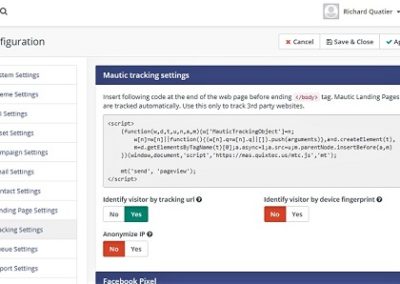 Richard Quatier
figuration
Cancel
Save & Close
stem Settings
Mautic tracking settings
eme Settings
Insert following code at the end of the web page before ending </body> tag. Mautic Landing Pages
are tracked automatically. Use this only to track 3rd party websites.
il Settings
set Settings
<script>
(function(w,d,t,u,n,a,m){w['MauticTrackingObject']=n;
w[n]=w[n]||function(){(w[n].q=w[n].q||[]).push(arguments)},a=d.createElement(t),
m=d.getElementsByTagName(t)[0];a.async=1;a.src=u;m.parentNode.insertBefore(a,m)
})(window,document,'script','https://mas.quixtec.us/mtc.js','mt');
mt('send', 'pageview');
</script>
mpaign Settings
ail Settings
ntact Settings
nding Page Settings
Identify visitor by tracking url
Identify visitor by device fingerprint
No Yes
No Yes
acking Settings
Anonymize IP
eue Settings
No Yes
port Settings
Facebook Pixel